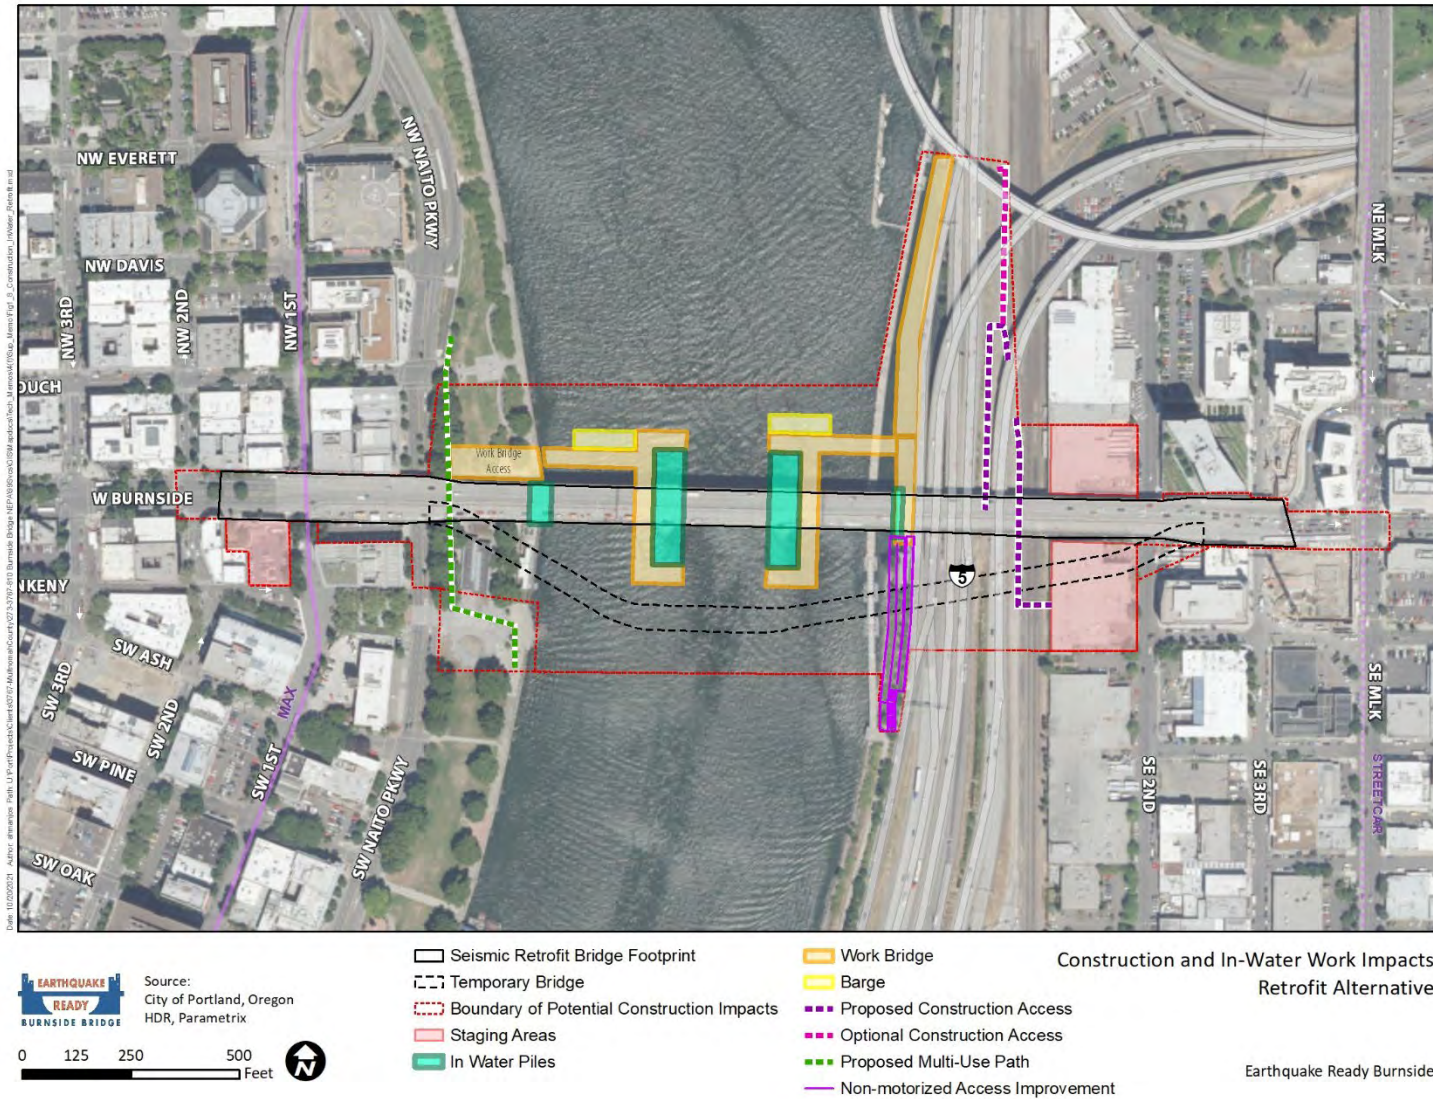 NW EVERETT
NW NAITO PKWY
NW DAVIS
NW 3RD
NW 2ND
NW 1ST
NE MLK
OUCH
Work Bridge
Access
W BURNSIDE
NKENY
5
SW ASH
SW 3RD
SW 2ND
MAX
SW PINE
SW 1ST
SW NAITO PKWY
SW OAK
SE 2ND
SE 3RD
SE MLK
STREETCAR
EARTHQUAKE
READY
BURNSIDE BRIDGE
Source:
City of Portland, Oregon
HDR, Parametrix
0 125 250 500
Feet
N
Seismic Retrofit Bridge Footprint
Temporary Bridge
Boundary of Potential Construction Impacts
Staging Areas
In Water Piles
Work Bridge
Barge
Proposed Construction Access
Optional Construction Access
Proposed Multi-Use Path
Non-motorized Access Improvement
Construction and In-Water Work Impacts
Retrofit Alternative
Earthquake Ready Burnside